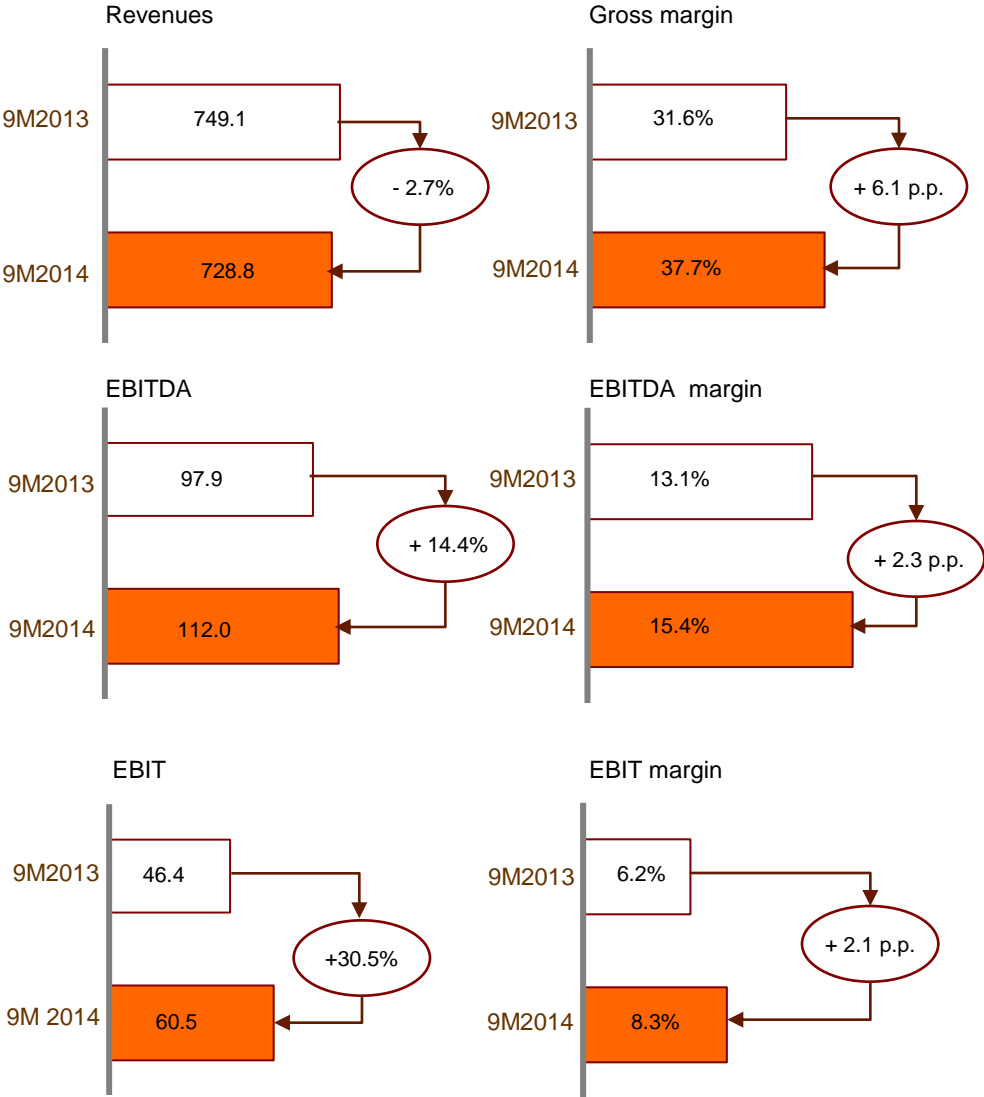 Revenues
9M2013
749.1
- 2.7%
9M2014
728.8
Gross margin
9M2013
31.6%
+ 6.1 p.p.
9M2014
37.7%
EBITDA
9M2013
97.9
+ 14.4%
9M2014
112.0
EBITDA margin
9M2013
13.1%
+ 2.3 p.p.
9M2014
15.4%
EBIT
9M2013
46.4
+30.5%
9M 2014
60.5
EBIT margin
9M2013
6.2%
+ 2.1 p.p.
9M2014
8.3%